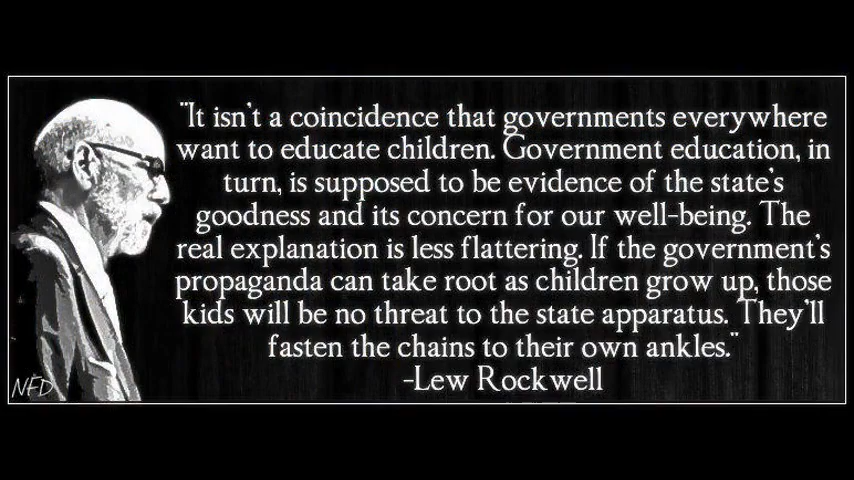 "It isn't a coincidence that governments everywhere
want to educate children. Government education, in
turn, is supposed to be evidence of the state's
goodness and its concern for our well-being. The
real explanation is less flattering. If the government's
propaganda can take root as children grow up, those
kids will be no threat to the state apparatus. They'll
fasten the chains to their own ankles."
-Lew Rockwell
NFD